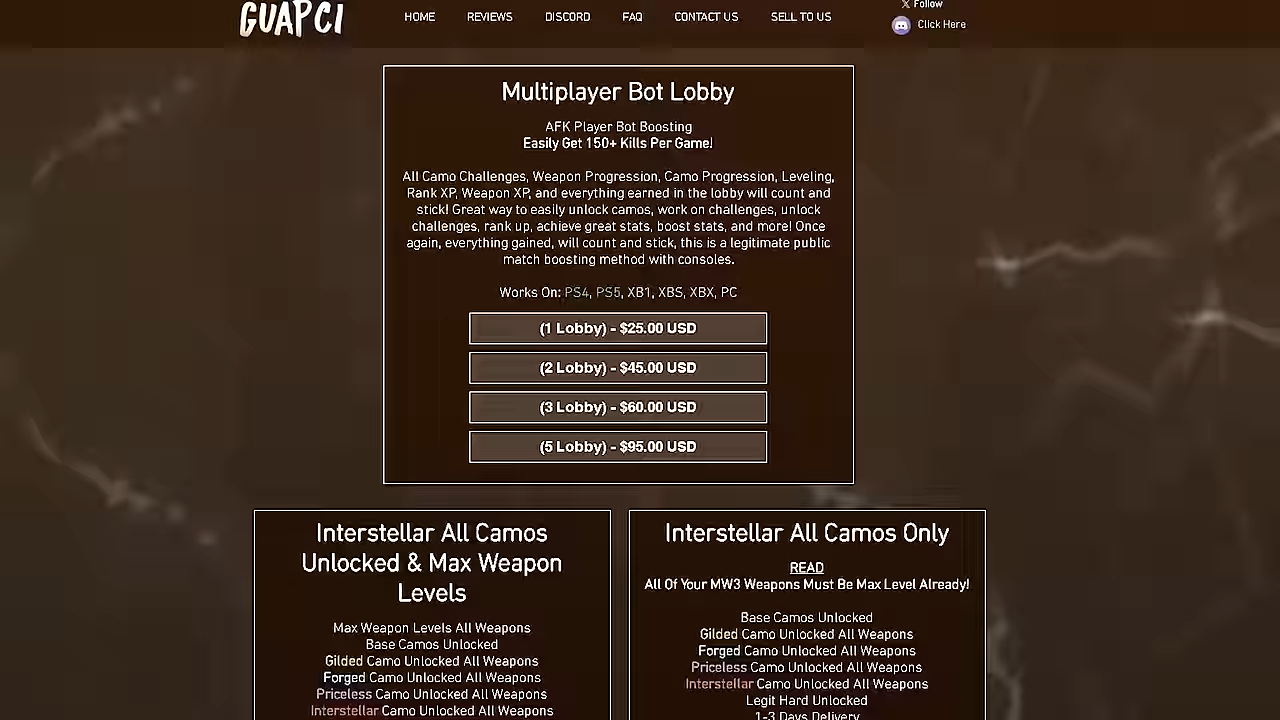 GUAPCI
HOME REVIEWS DISCORD FAQ CONTACT US SELL TO US
X Follow
Click Here
Multiplayer Bot Lobby
AFK Player Bot Boosting
Easily Get 150+ Kills Per Game!
All Camo Challenges, Weapon Progression, Camo Progression, Leveling,
Rank XP, Weapon XP, and everything earned in the lobby will count and
stick! Great way to easily unlock camos, work on challenges, unlock
challenges, rank up, achieve great stats, boost stats, and more! Once
again, everything gained, will count and stick, this is a legitimate public
match boosting method with consoles.
Works On: PS4, PS5, XB1, XBS, XBX, PC
(1 Lobby) - $25.00 USD
(2 Lobby) - $45.00 USD
(3 Lobby) - $60.00 USD
(5 Lobby) - $95.00 USD
Interstellar All Camos
Unlocked & Max Weapon
Levels
Max Weapon Levels All Weapons
Base Camos Unlocked
Gilded Camo Unlocked All Weapons
Forged Camo Unlocked All Weapons
Priceless Camo Unlocked All Weapons
Interstellar Camo Unlocked All Weapons
Interstellar All Camos Only
READ
All Of Your MW3 Weapons Must Be Max Level Already!
Base Camos Unlocked
Gilded Camo Unlocked All Weapons
Forged Camo Unlocked All Weapons
Priceless Camo Unlocked All Weapons
Interstellar Camo Unlocked All Weapons
Legit Hard Unlocked
1-3 Days Delivery